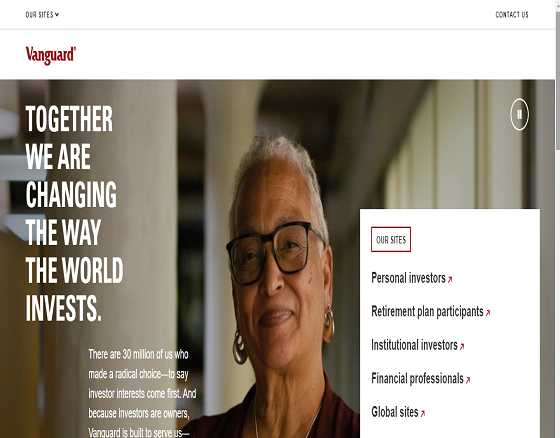 OUR SITES
CONTACT US
Vanguard®
TOGETHER
WE ARE
CHANGING
THE WAY
THE WORLD
INVESTS.
There are 30 million of us who
made a radical choice—to say
investor interests come first. And
because investors are owners,
Vanguard is built to serve us—
OUR SITES
Personal investors
Retirement plan participants
Institutional investors
Financial professionals
Global sites